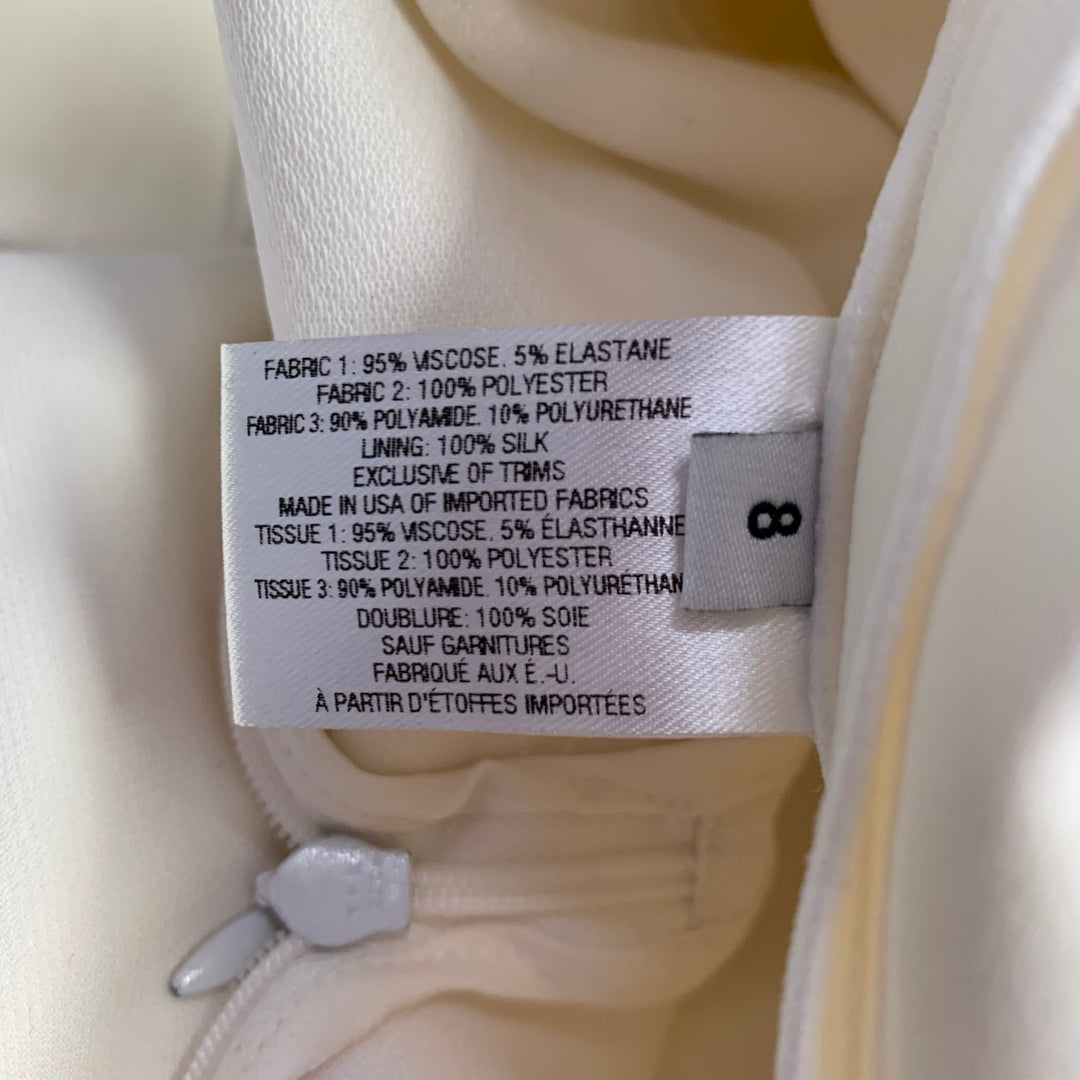 FABRIC 1: 95% VISCOSE, 5% ELASTANE
FABRIC 2: 100% POLYESTER
FABRIC 3: 90% POLYAMIDE, 10% POLYURETHANE
LINING: 100% SILK
EXCLUSIVE OF TRIMS
MADE IN USA OF IMPORTED FABRICS
TISSUE 1: 95% VISCOSE, 5% ÉLASTHANNE
TISSUE 2: 100% POLYESTER
TISSUE 3: 90% POLYAMIDE, 10% POLYURÉTHAN
DOUBLURE: 100% SOIE
SAUF GARNITURES
FABRIQUÉ AUX É.-U.
À PARTIR D'ÉTOFFES IMPORTÉES
8